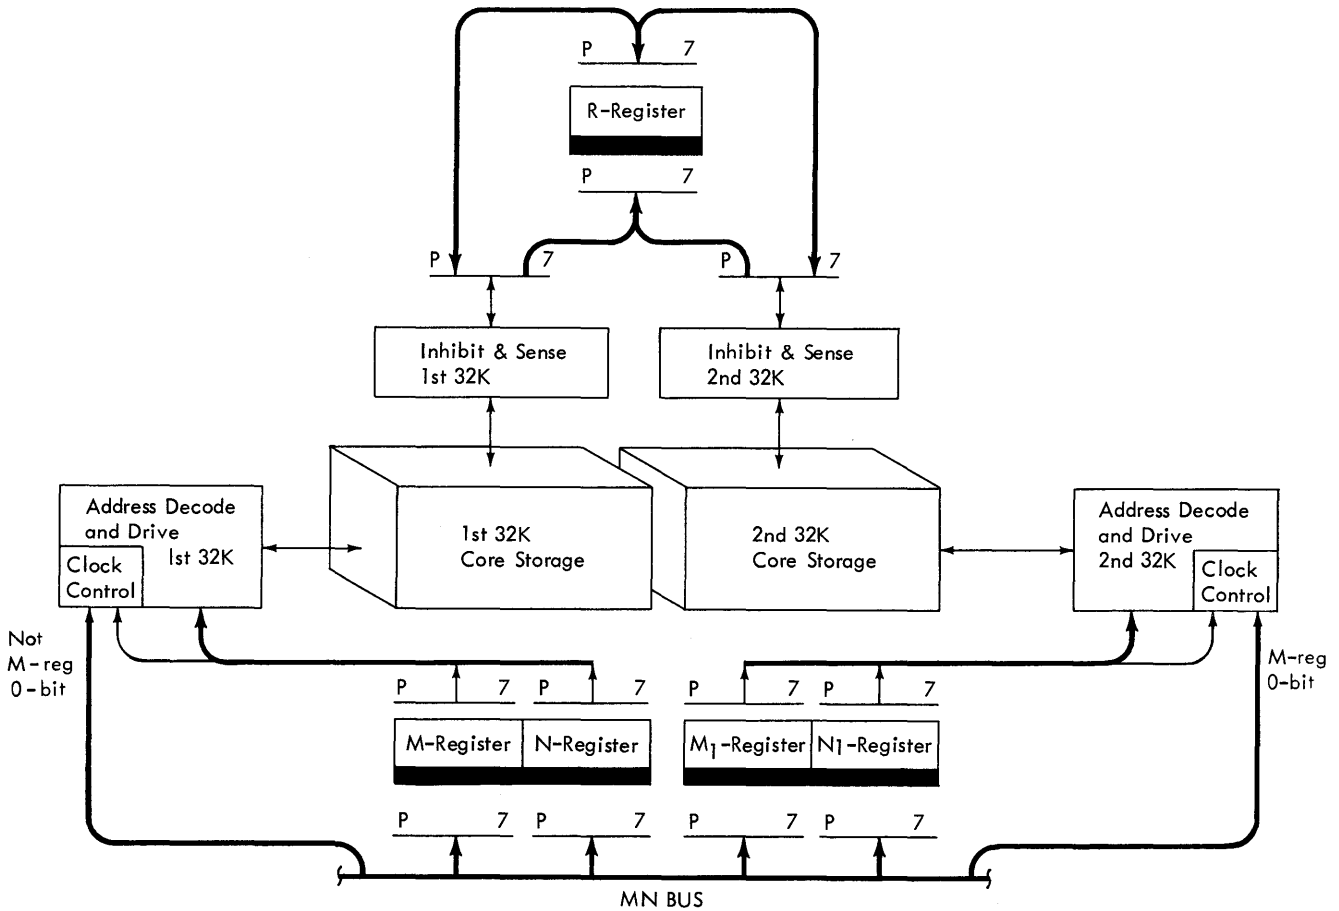 P 7
R-Register
P 7
P 7 P 7
Inhibit & Sense
1st 32K
Inhibit & Sense
2nd 32K
Address Decode
and Drive
1st 32K
Clock
Control
1st 32K
Core Storage
2nd 32K
Core Storage
Address Decode
and Drive
2nd 32K
Clock
Control
Not
M-reg
0-bit
M-reg
0-bit
P 7 P 7 P 7 P 7
M-Register N-Register M1-Register N1-Register
P 7 P 7 P 7 P 7
MN BUS